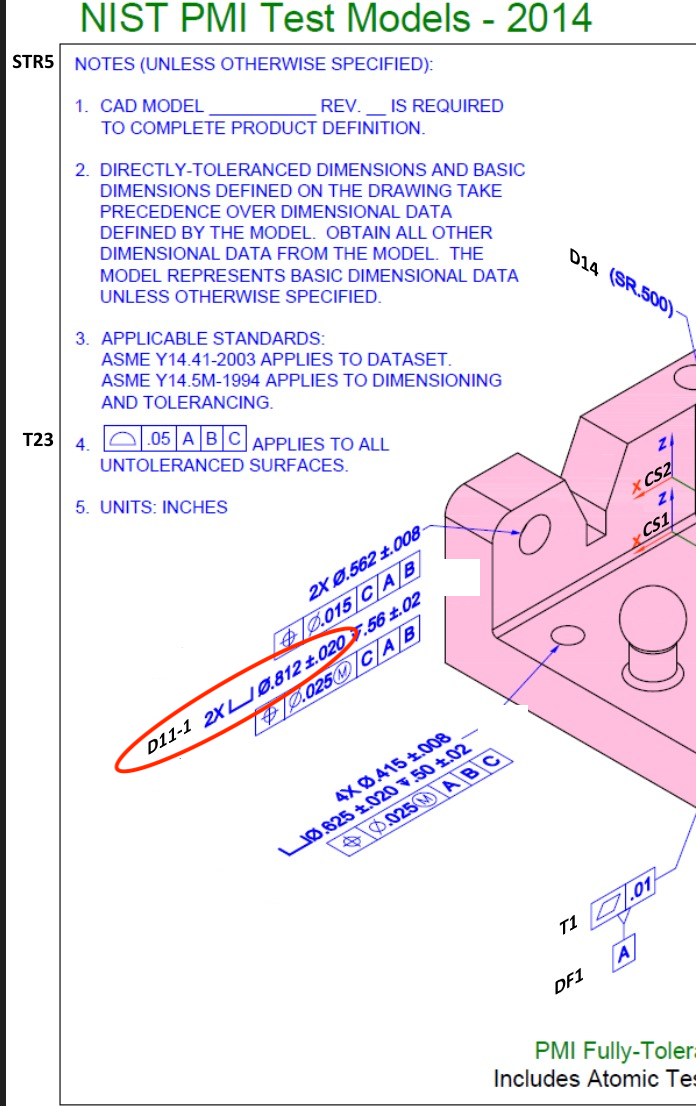 NIST PMI Test Models - 2014
STR5
NOTES (UNLESS OTHERWISE SPECIFIED):
1. CAD MODEL __________ REV. __ IS REQUIRED
TO COMPLETE PRODUCT DEFINITION.
2. DIRECTLY-TOLERANCED DIMENSIONS AND BASIC
DIMENSIONS DEFINED ON THE DRAWING TAKE
PRECEDENCE OVER DIMENSIONAL DATA
DEFINED BY THE MODEL. OBTAIN ALL OTHER
DIMENSIONAL DATA FROM THE MODEL. THE
MODEL REPRESENTS BASIC DIMENSIONAL DATA
UNLESS OTHERWISE SPECIFIED.
D14 (SR.500)
3. APPLICABLE STANDARDS:
ASME Y14.41-2003 APPLIES TO DATASET.
ASME Y14.5M-1994 APPLIES TO DIMENSIONING
AND TOLERANCING.
T23
4. ⌓ .05 A B C APPLIES TO ALL
UNTOLERANCED SURFACES.
5. UNITS: INCHES
Z
X CS2
Z
X CS1
2X Ø.562 ±.008
⌖ Ø.015 C A B
D11-1 2X ⌴ Ø.812 ±.020 ↧.56 ±.02
⌖ Ø.025Ⓜ C A B
4X Ø.415 ±.008
⌴Ø.625 ±.020 ↧.50 ±.02
⌖ Ø.025Ⓜ A B C
T1 ⏥ .01
DF1 A
PMI Fully-Tolera
Includes Atomic Tes